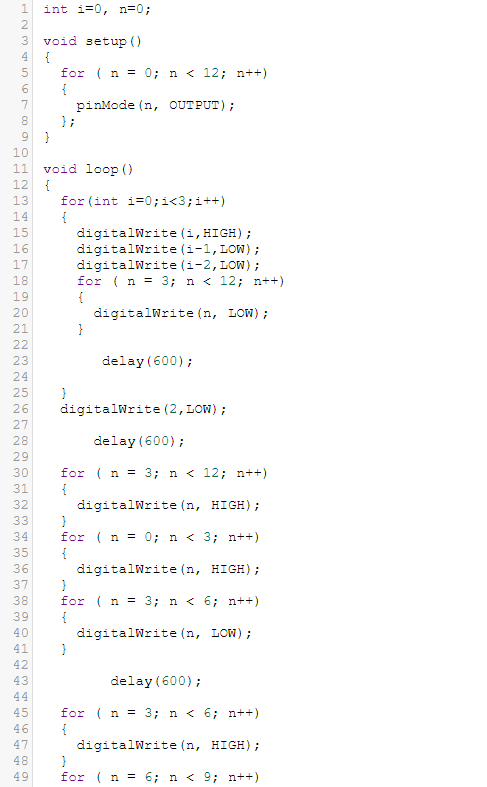 1 int i=0, n=0;
2
3 void setup()
4 {
5   for ( n = 0; n < 12; n++)
6   {
7     pinMode(n, OUTPUT);
8   };
9 }
10
11 void loop()
12 {
13   for(int i=0;i<3;i++)
14   {
15     digitalWrite(i,HIGH);
16     digitalWrite(i-1,LOW);
17     digitalWrite(i-2,LOW);
18     for ( n = 3; n < 12; n++)
19     {
20       digitalWrite(n, LOW);
21     }
22
23        delay(600);
24
25   }
26   digitalWrite(2,LOW);
27
28       delay(600);
29
30   for ( n = 3; n < 12; n++)
31   {
32     digitalWrite(n, HIGH);
33   }
34   for ( n = 0; n < 3; n++)
35   {
36     digitalWrite(n, HIGH);
37   }
38   for ( n = 3; n < 6; n++)
39   {
40     digitalWrite(n, LOW);
41   }
42
43         delay(600);
44
45   for ( n = 3; n < 6; n++)
46   {
47     digitalWrite(n, HIGH);
48   }
49   for ( n = 6; n < 9; n++)